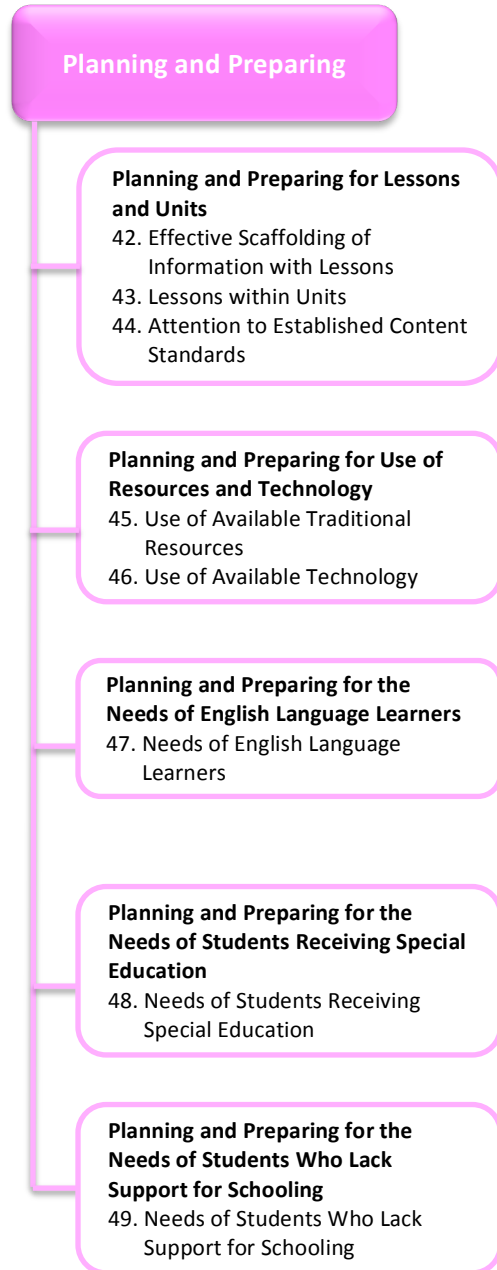 Planning and Preparing
Planning and Preparing for Lessons
and Units
42. Effective Scaffolding of
Information with Lessons
43. Lessons within Units
44. Attention to Established Content
Standards
Planning and Preparing for Use of
Resources and Technology
45. Use of Available Traditional
Resources
46. Use of Available Technology
Planning and Preparing for the
Needs of English Language Learners
47. Needs of English Language
Learners
Planning and Preparing for the
Needs of Students Receiving Special
Education
48. Needs of Students Receiving
Special Education
Planning and Preparing for the
Needs of Students Who Lack
Support for Schooling
49. Needs of Students Who Lack
Support for Schooling